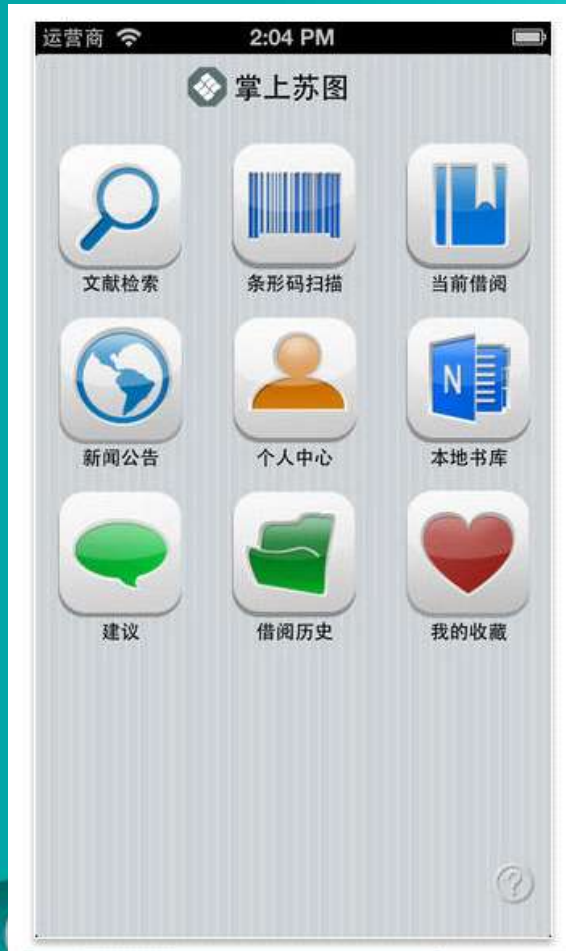 运营商 2:04 PM
掌上苏图
文献检索 条形码扫描 当前借阅
N
新闻公告 个人中心 本地书库
建议 借阅历史 我的收藏
?